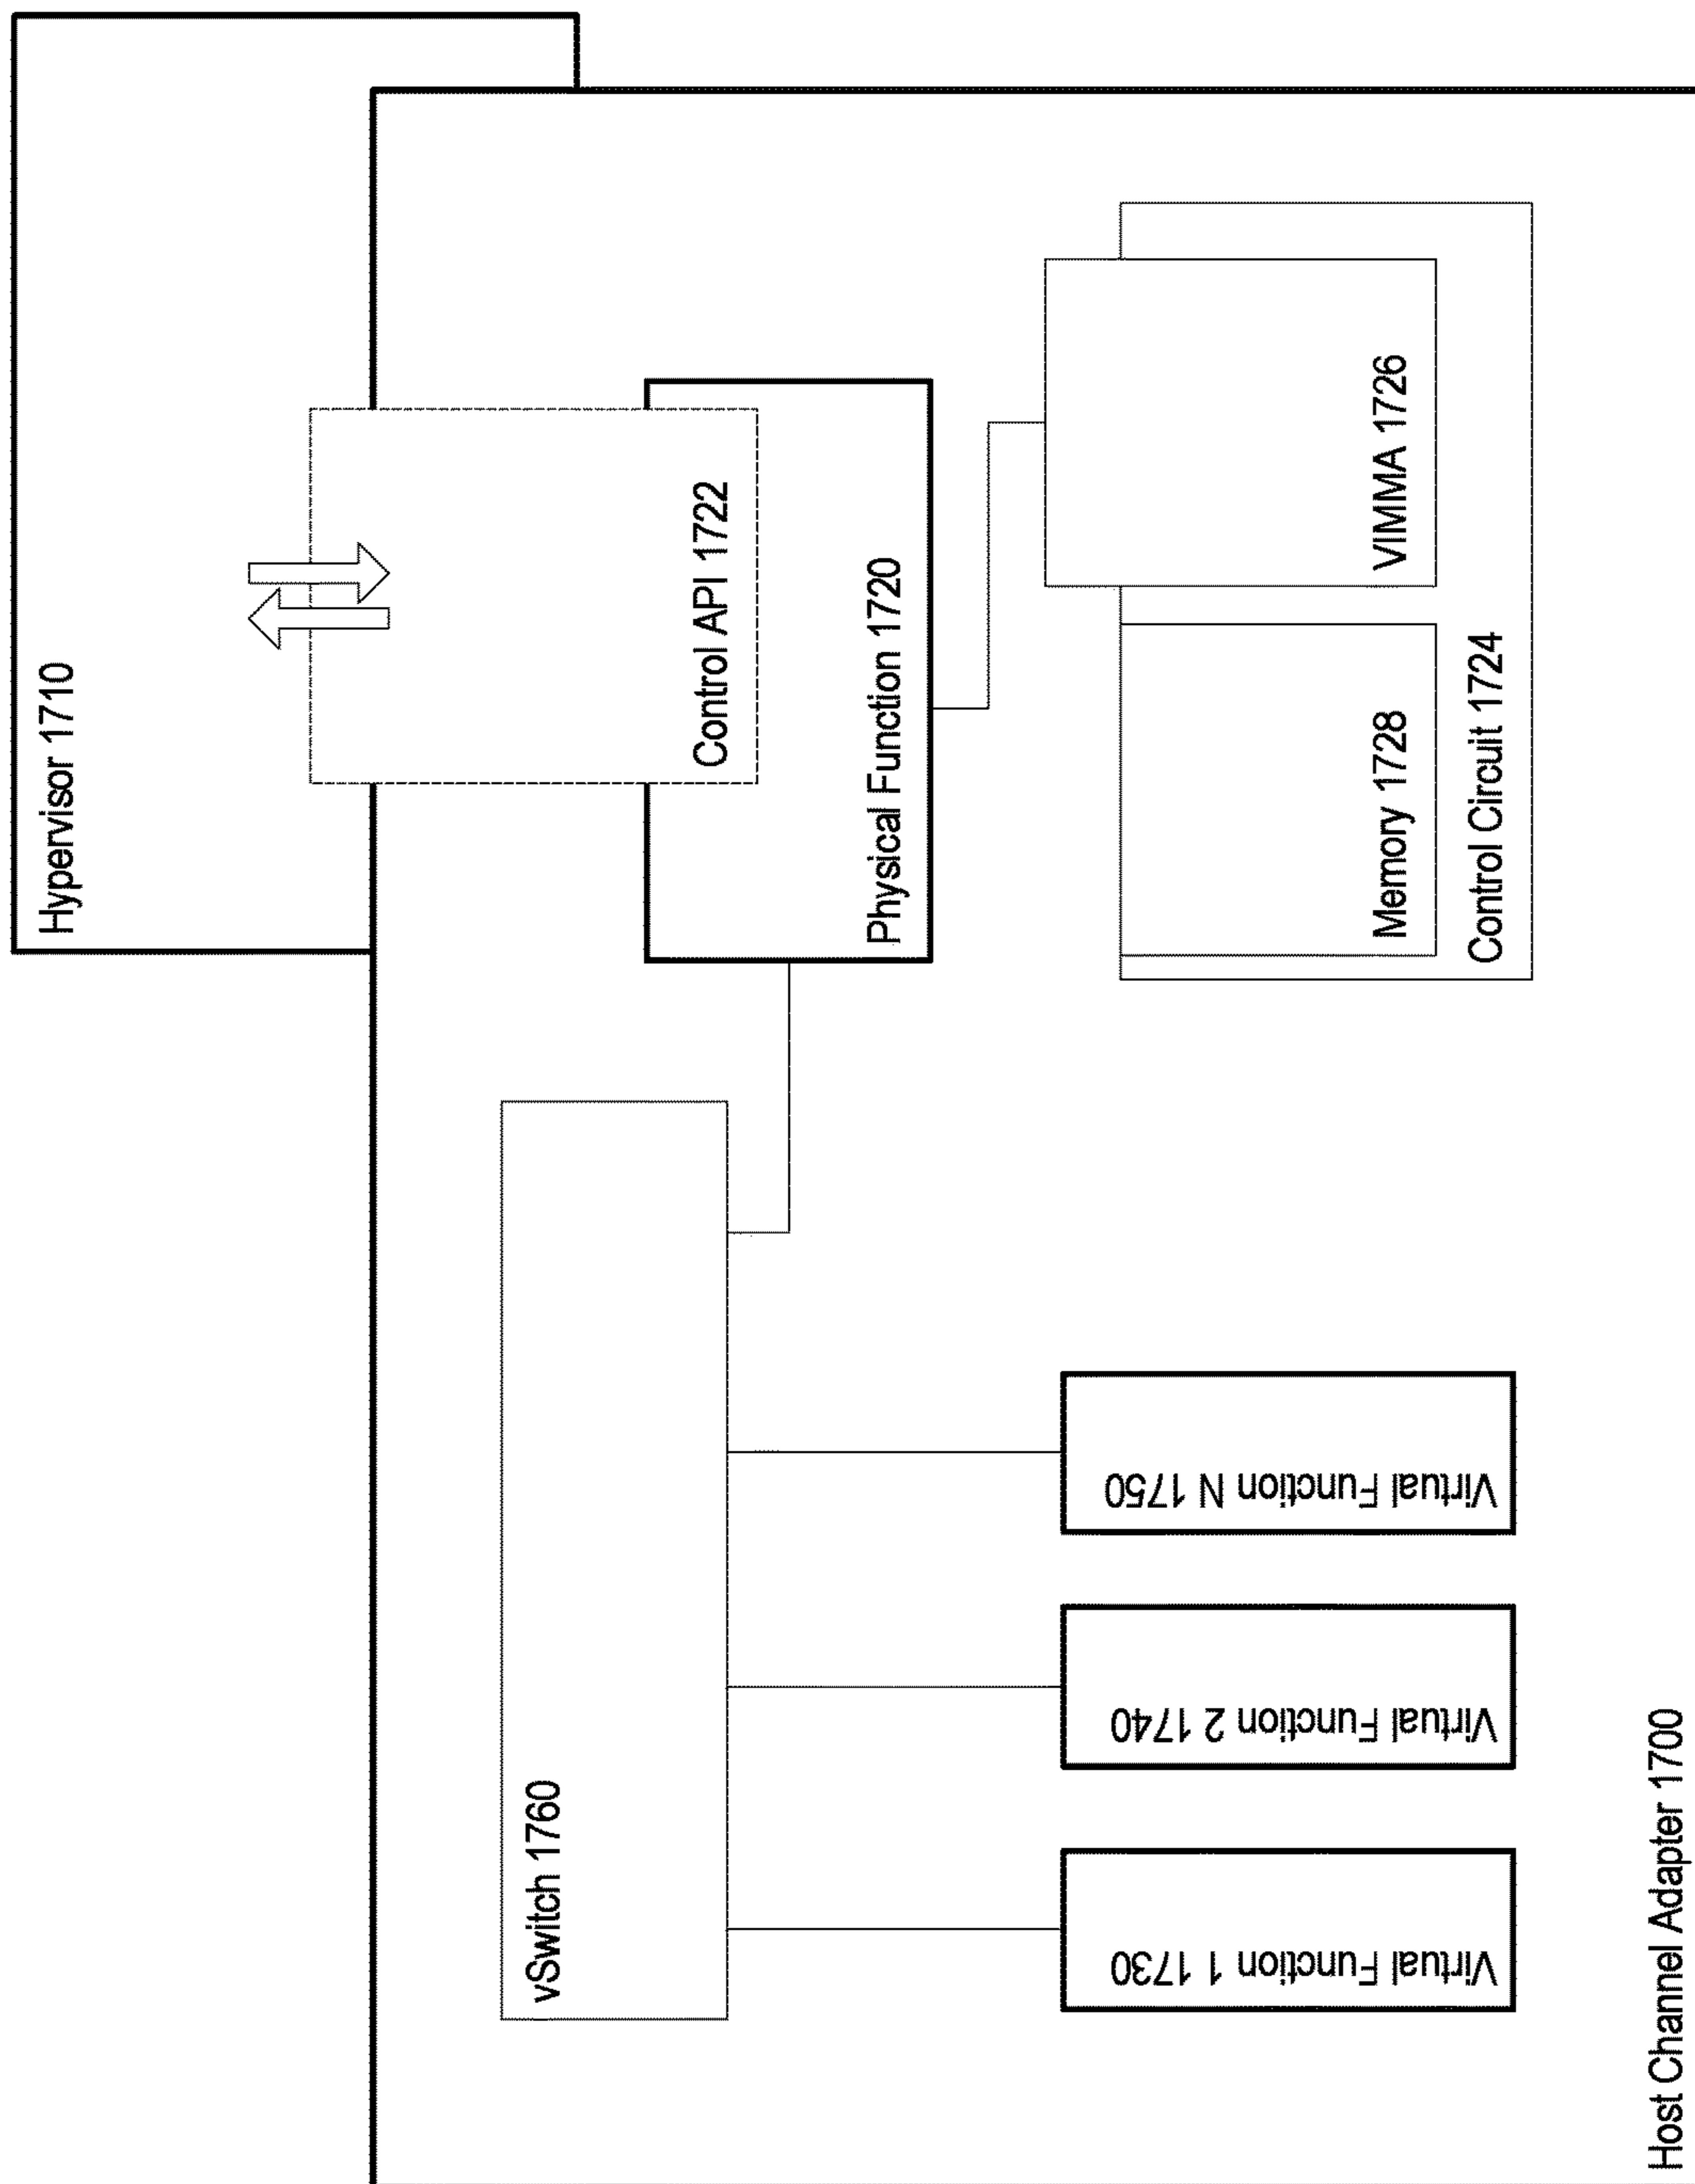 Hypervisor 1710
Control API 1722
Physical Function 1720
vSwitch 1760
VIMMA 1726
Memory 1728
Control Circuit 1724
Virtual Function 1 1730
Virtual Function 2 1740
Virtual Function N 1750
Host Channel Adapter 1700